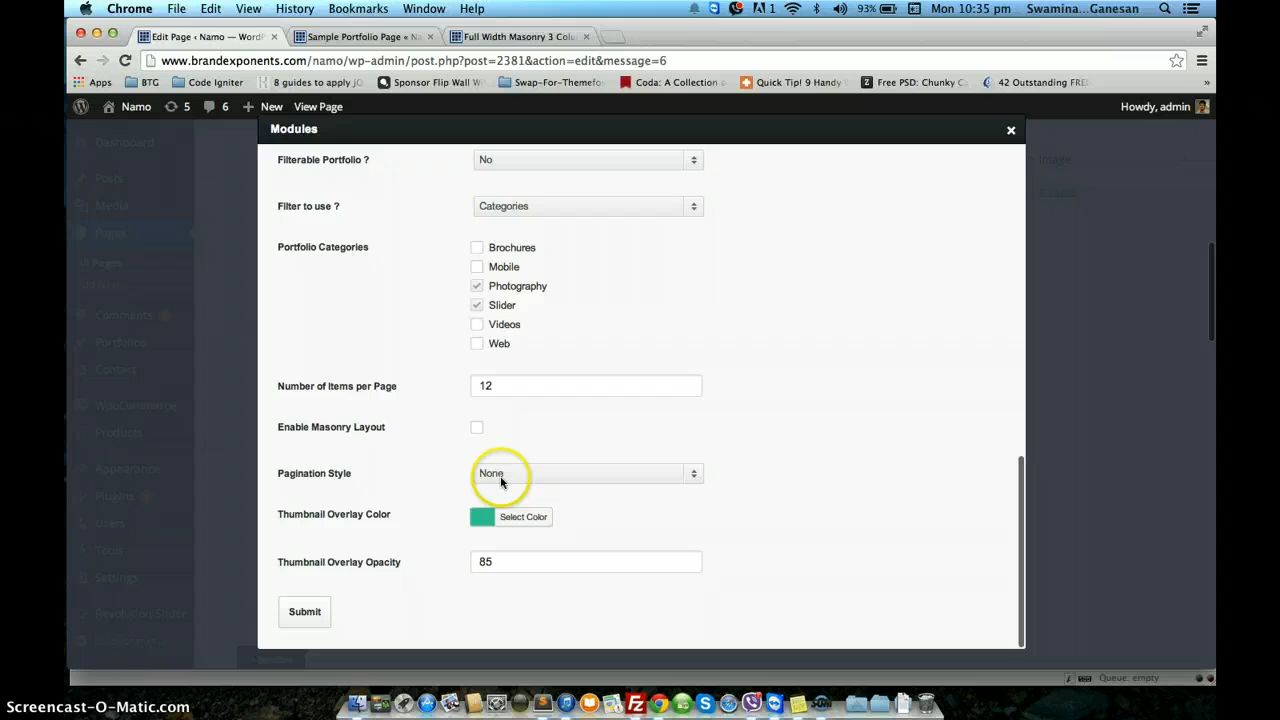 Chrome File Edit View History Bookmarks Window Help 1 93% Mon 10:35 pm Swamina...Ganesan
Edit Page ‹ Namo — WordP Sample Portfolio Page « Na Full Width Masonry 3 Colum
www.brandexponents.com/namo/wp-admin/post.php?post=2381&action=edit&message=6
Apps BTG Code Igniter 8 guides to apply i Sponsor Flip Wall W Swap-For-Themefo Coda: A Collection o Quick Tip! 9 Handy Free PSD: Chunky C 42 Outstanding FRE »
Namo 5 6 + New View Page Howdy, admin
Modules
Dashboard
Posts
Media
Pages
All Pages
Comments
Portfolios
Contact
WooCommerce
Products
Appearance
Plugins
Users
Tools
Settings
Revolution Slider
Image
Filterable Portfolio ? No
Filter to use ? Categories
Portfolio Categories Brochures
Mobile
Photography
Slider
Videos
Web
Number of Items per Page 12
Enable Masonry Layout
Pagination Style None
Thumbnail Overlay Color Select Color
Thumbnail Overlay Opacity 85
Submit
Queue: empty
Screencast-O-Matic.com